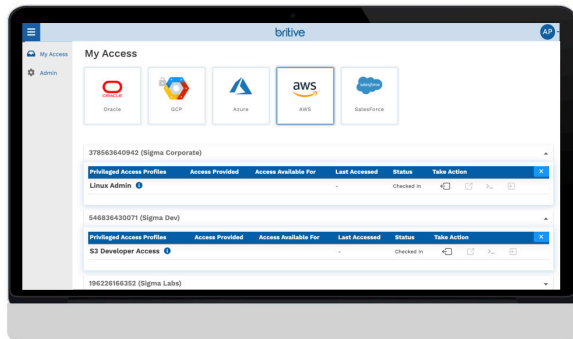 britive
AP
My Access
Admin
My Access
ORACLE
Oracle
GCP
Azure
aws
AWS
salesforce
SalesForce
378563640942 (Sigma Corporate)
Privileged Access Profiles Access Provided Access Available For Last Accessed Status Take Action
Linux Admin - Checked In
546836430071 (Sigma Dev)
Privileged Access Profiles Access Provided Access Available For Last Accessed Status Take Action
S3 Developer Access - Checked In
196226166352 (Sigma Labs)